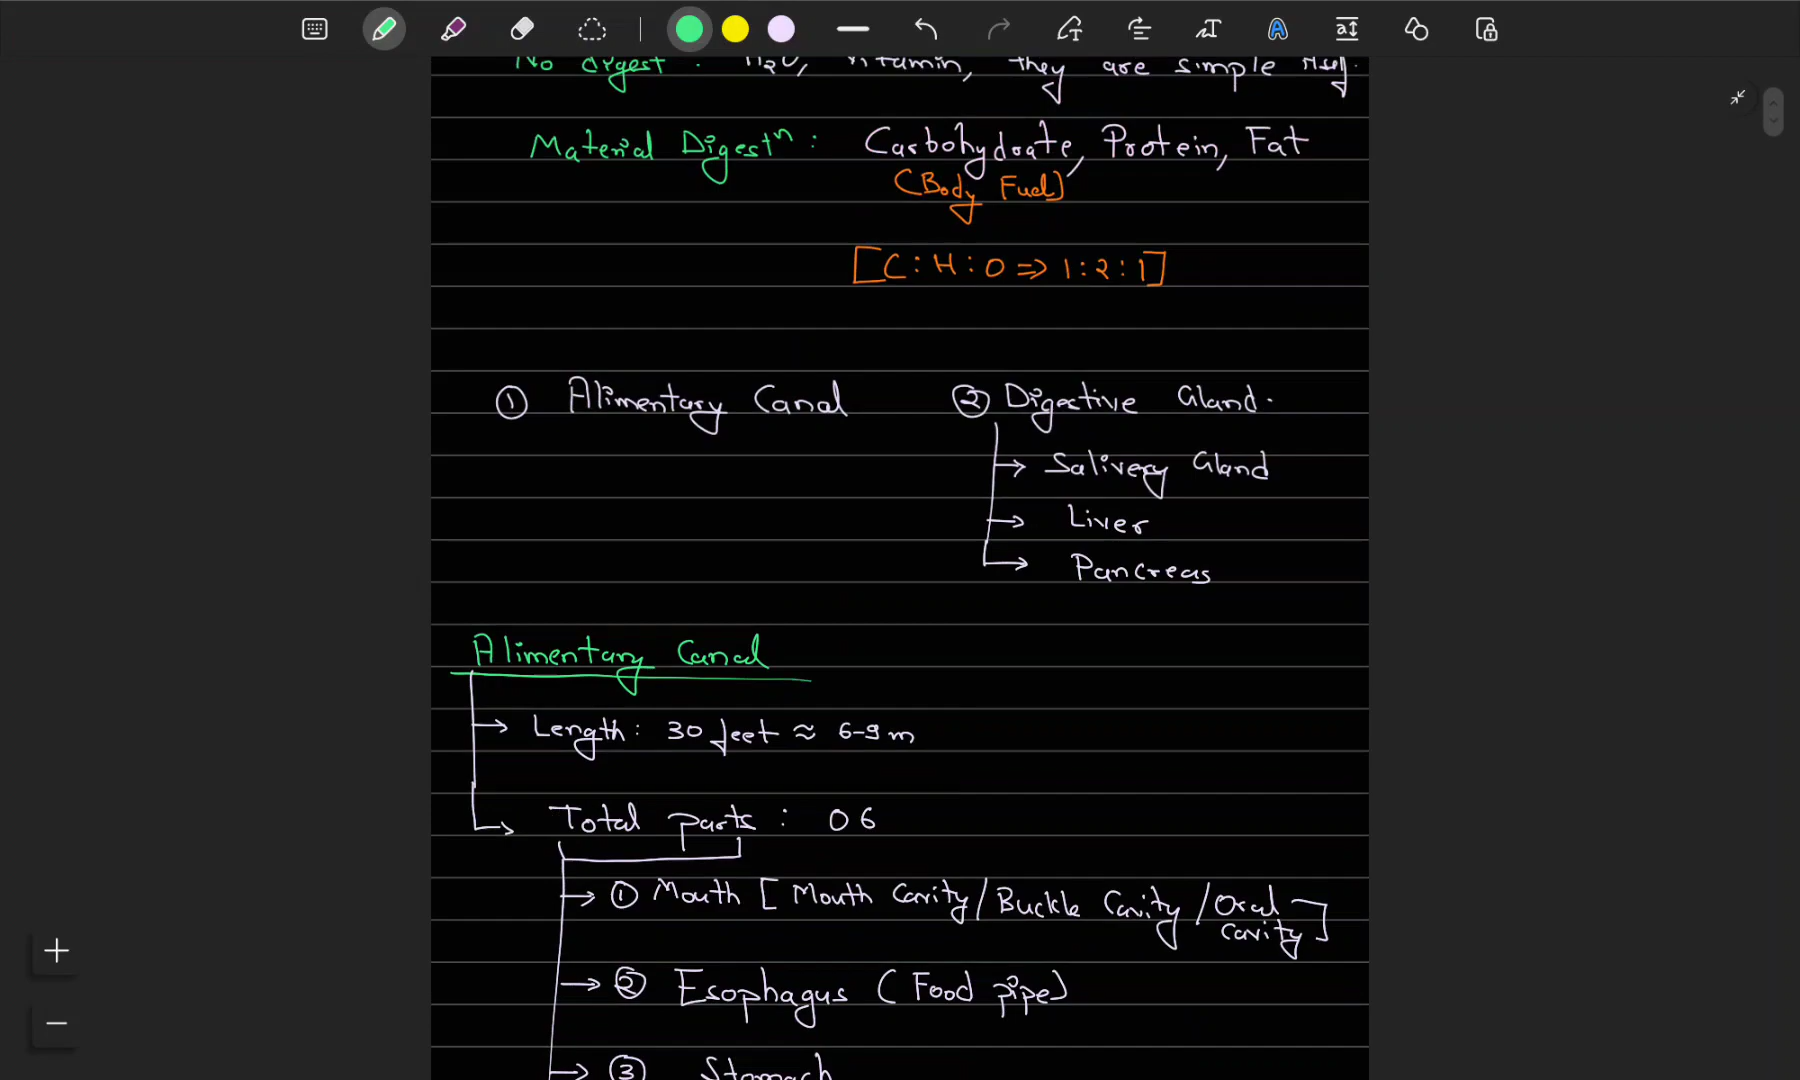 No digest : H2O, vitamin, they are simple itself.
Material Digestⁿ : Carbohydrate, Protein, Fat
(Body Fuel)
[C : H : O => 1 : 2 : 1]
① Alimentary Canal ② Digestive Gland.
→ Salivery Gland
→ Liver
→ Pancreas
Alimentary Canal
→ Length : 30 feet ≈ 6-9 m
→ Total parts : 06
→ ① Mouth [Mouth Cavity / Buckle Cavity / Oral
Cavity]
→ ② Esophagus (Food pipe)
→ ③ Stomach